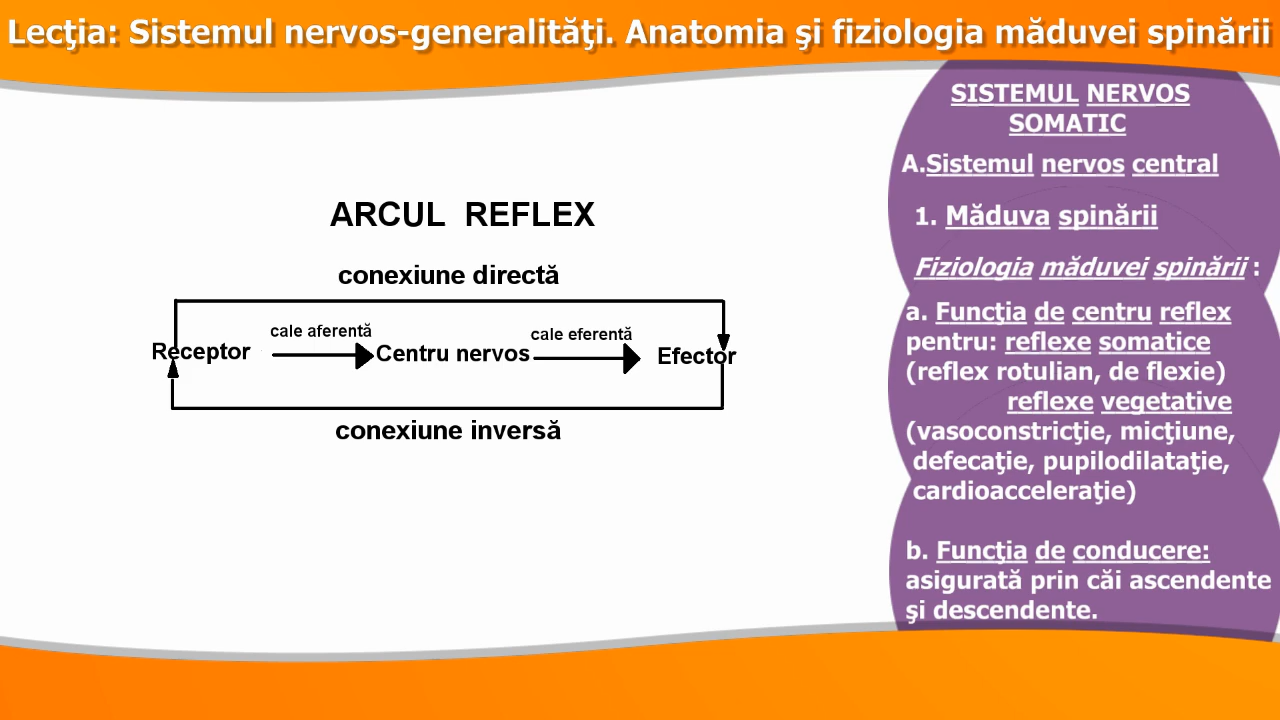 Lecţia: Sistemul nervos-generalităţi. Anatomia şi fiziologia măduvei spinării
ARCUL REFLEX
conexiune directă
cale aferentă
cale eferentă
Receptor
Centru nervos
Efector
conexiune inversă
SISTEMUL NERVOS
SOMATIC
A.Sistemul nervos central
1. Măduva spinării
Fiziologia măduvei spinării :
a. Funcţia de centru reflex
pentru: reflexe somatice
(reflex rotulian, de flexie)
reflexe vegetative
(vasoconstricţie, micţiune,
defecaţie, pupilodilataţie,
cardioacceleraţie)
b. Funcţia de conducere:
asigurată prin căi ascendente
şi descendente.